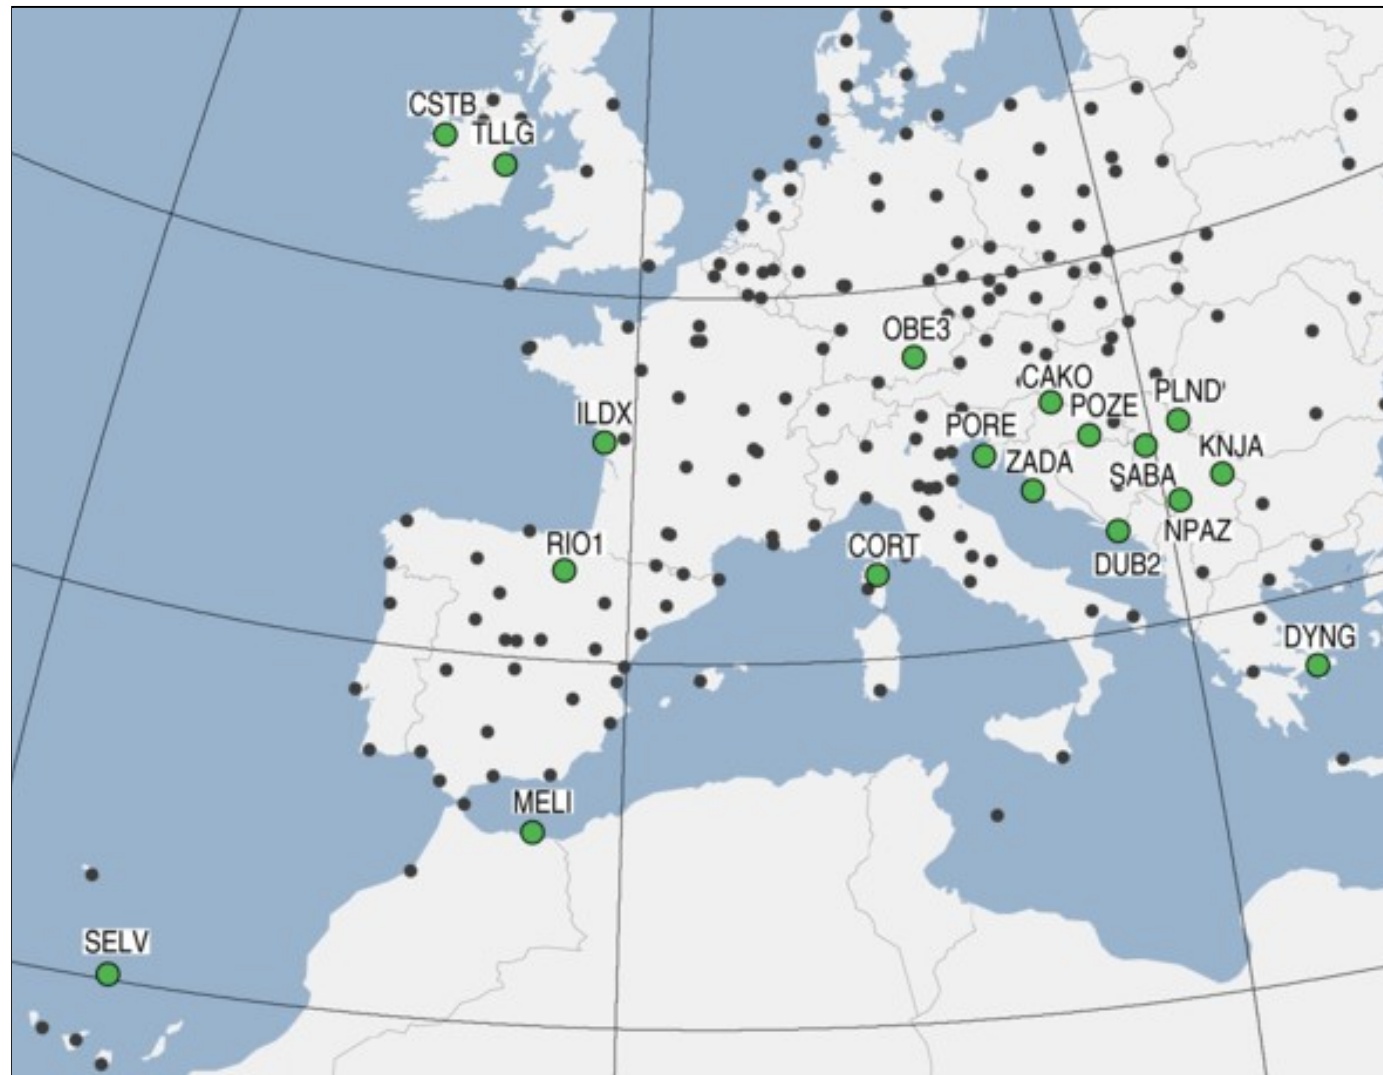 CSTB
TLLG
OBE3
CAKO
PLND'
ILDX
POZE
PORE
KNJA
ZADA
SABA
NPAZ
RIO1
CORT
DUB2
DYNG
MELI
SELV